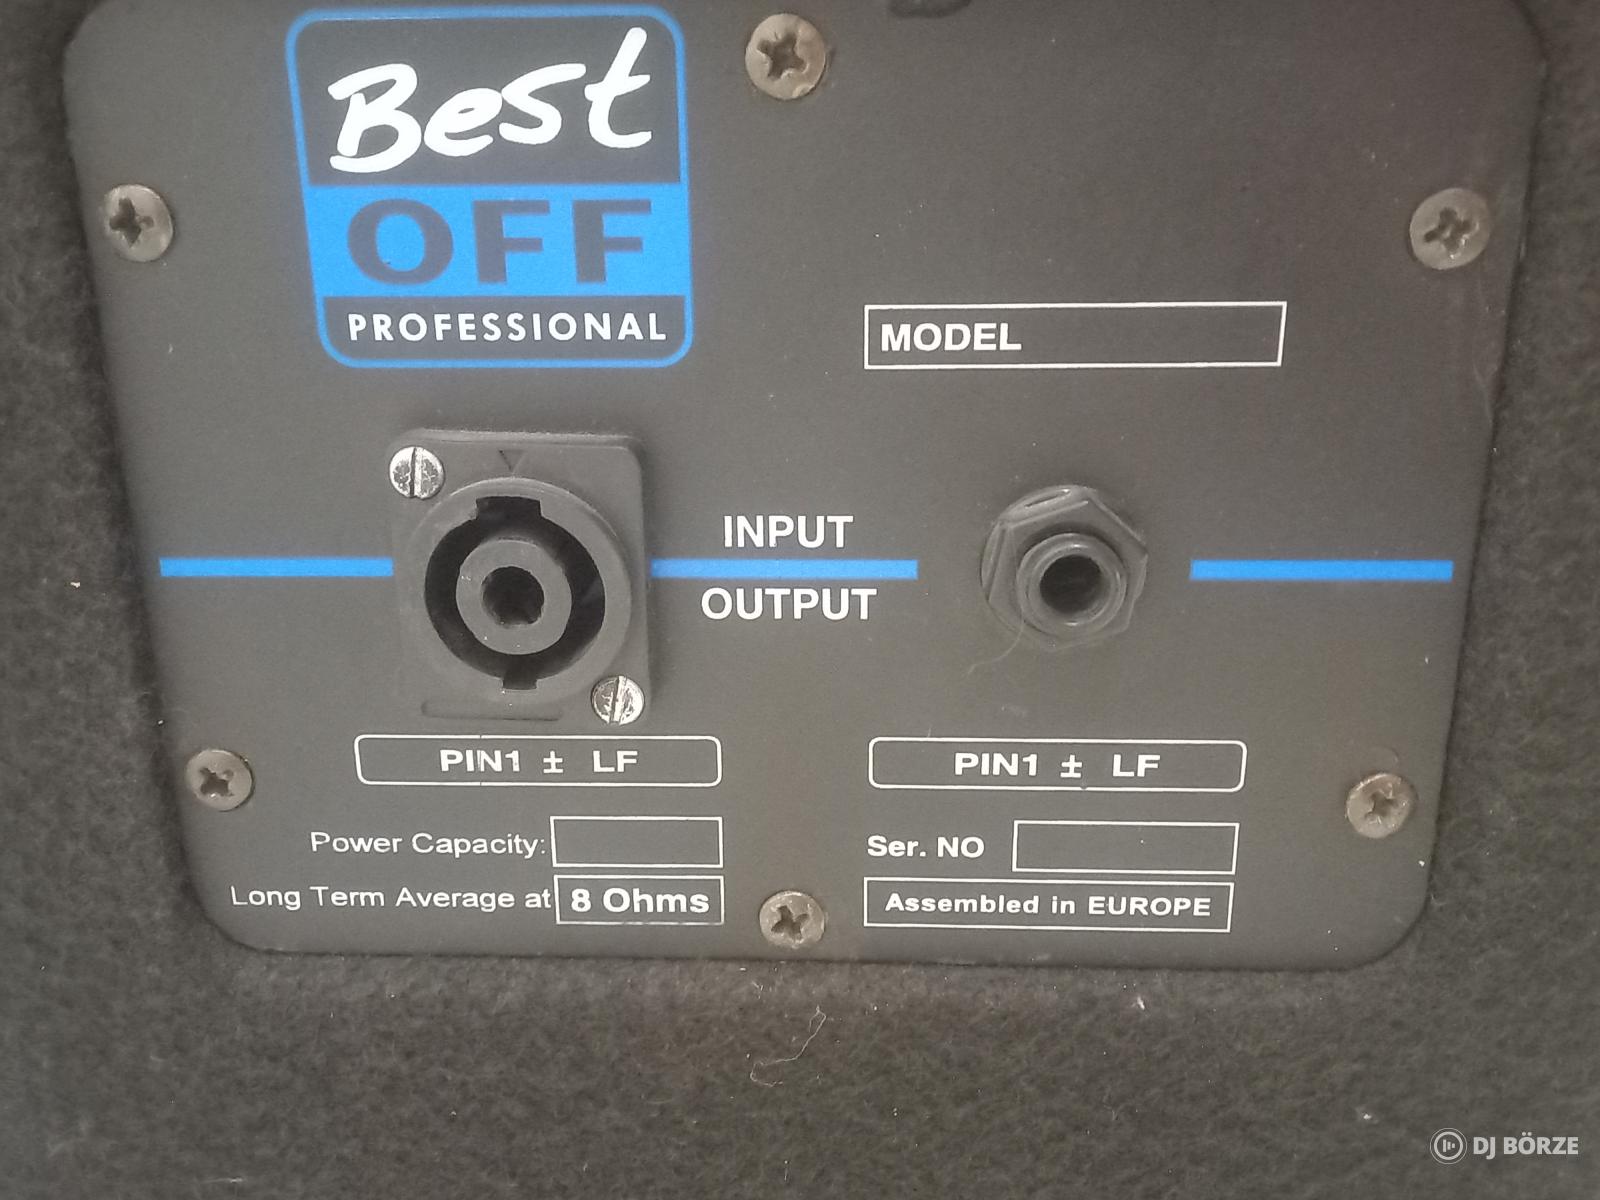 Best
OFF
PROFESSIONAL
MODEL
INPUT
OUTPUT
PIN1 ± LF
PIN1 ± LF
Power Capacity:
Long Term Average at 8 Ohms
Ser. NO
Assembled in EUROPE
DJ BÖRZE